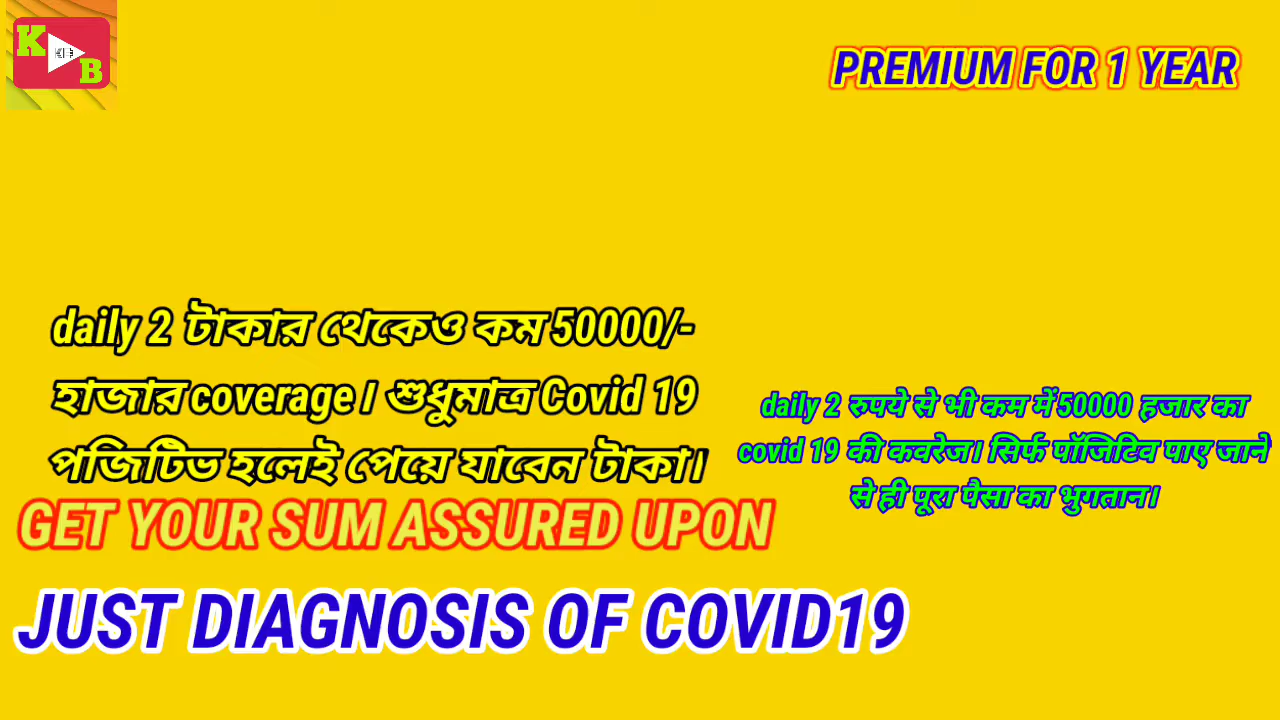 K
B
PREMIUM FOR 1 YEAR
daily 2 টাকার থেকেও কম 50000/-
হাজার coverage। শুধুমাত্র Covid 19
পজিটিভ হলেই পেয়ে যাবেন টাকা।
daily 2 रुपये से भी कम में 50000 हजार का
covid 19 की कवरेज। सिर्फ पॉजिटिव पाए जाने
से ही पूरा पैसा का भुगतान।
GET YOUR SUM ASSURED UPON
JUST DIAGNOSIS OF COVID19